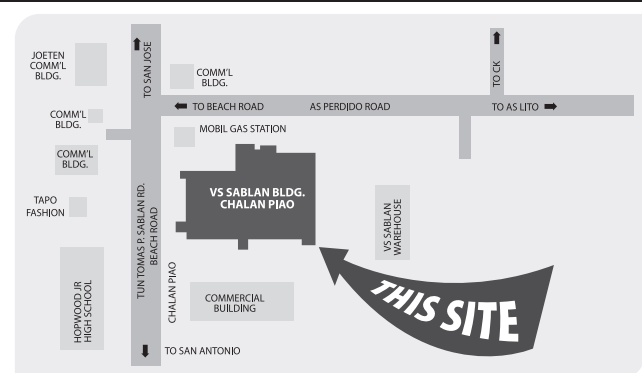 JOETEN
COMM'L
BLDG.
TO SAN JOSE
COMM'L
BLDG.
TO CK
TO BEACH ROAD
AS PERDIDO ROAD
TO AS LITO
COMM'L
BLDG.
MOBIL GAS STATION
COMM'L
BLDG.
VS SABLAN BLDG.
CHALAN PIAO
TAPO
FASHION
TUN TOMAS P. SABLAN RD.
BEACH ROAD
VS SABLAN
WAREHOUSE
HOPWOOD JR
HIGH SCHOOL
CHALAN PIAO
COMMERCIAL
BUILDING
THIS SITE
TO SAN ANTONIO